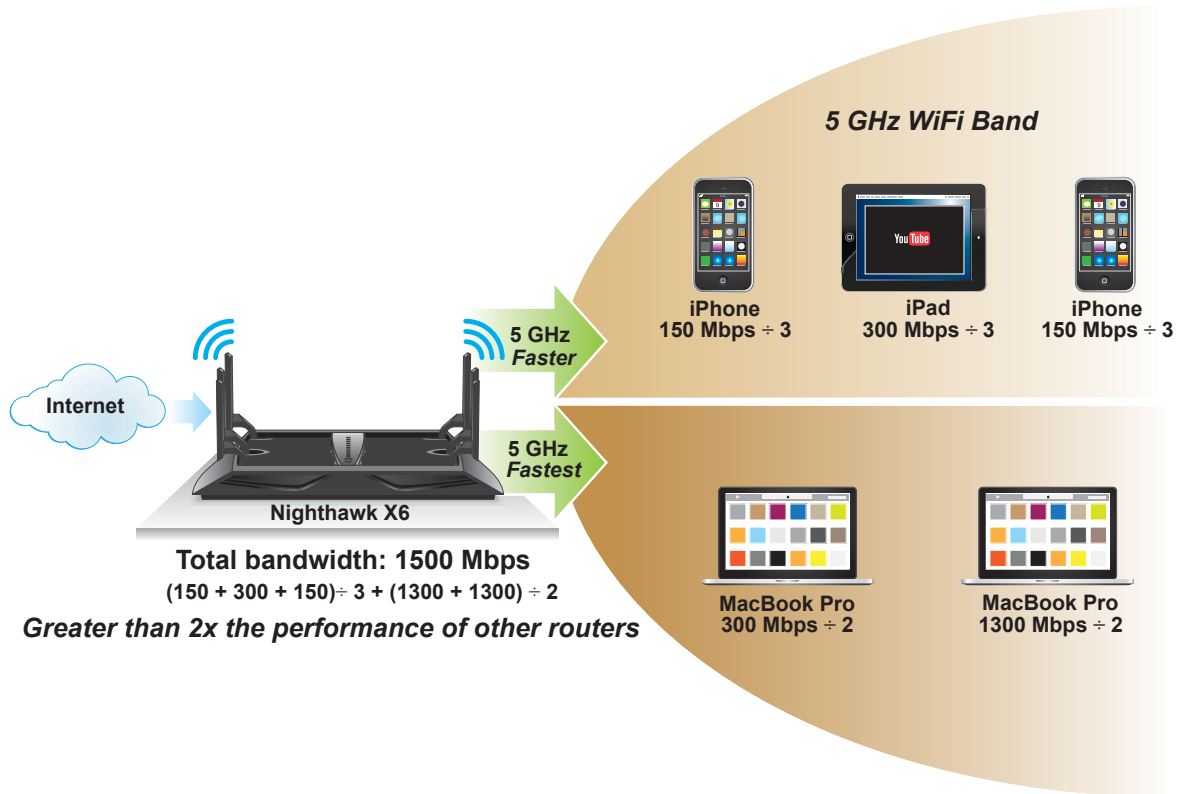 5 GHz WiFi Band
You Tube
iPhone
150 Mbps ÷ 3
iPad
300 Mbps ÷ 3
iPhone
150 Mbps ÷ 3
5 GHz
Faster
Internet
5 GHz
Fastest
Nighthawk X6
Total bandwidth: 1500 Mbps
(150 + 300 + 150)÷ 3 + (1300 + 1300) ÷ 2
Greater than 2x the performance of other routers
MacBook Pro
300 Mbps ÷ 2
MacBook Pro
1300 Mbps ÷ 2